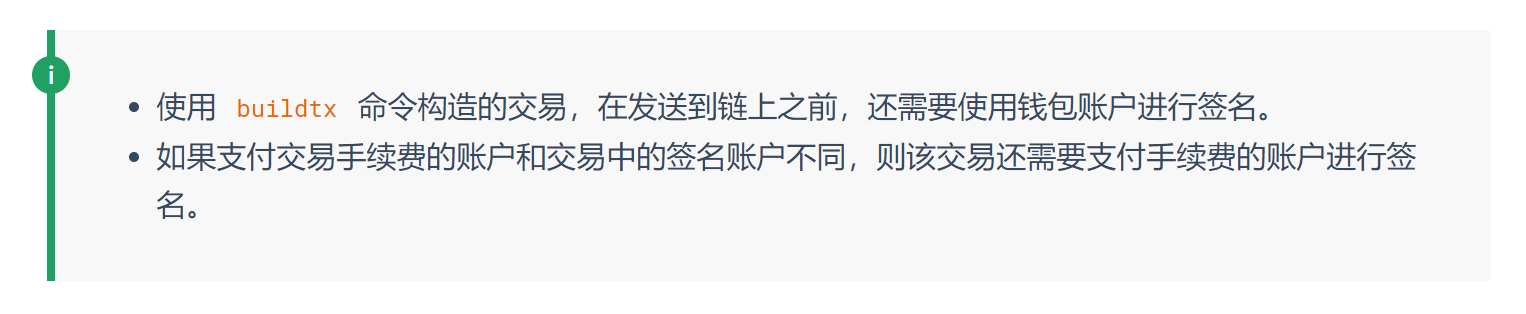 i
• 使用 buildtx 命令构造的交易，在发送到链上之前，还需要使用钱包账户进行签名。
• 如果支付交易手续费的账户和交易中的签名账户不同，则该交易还需要支付手续费的账户进行签
名。